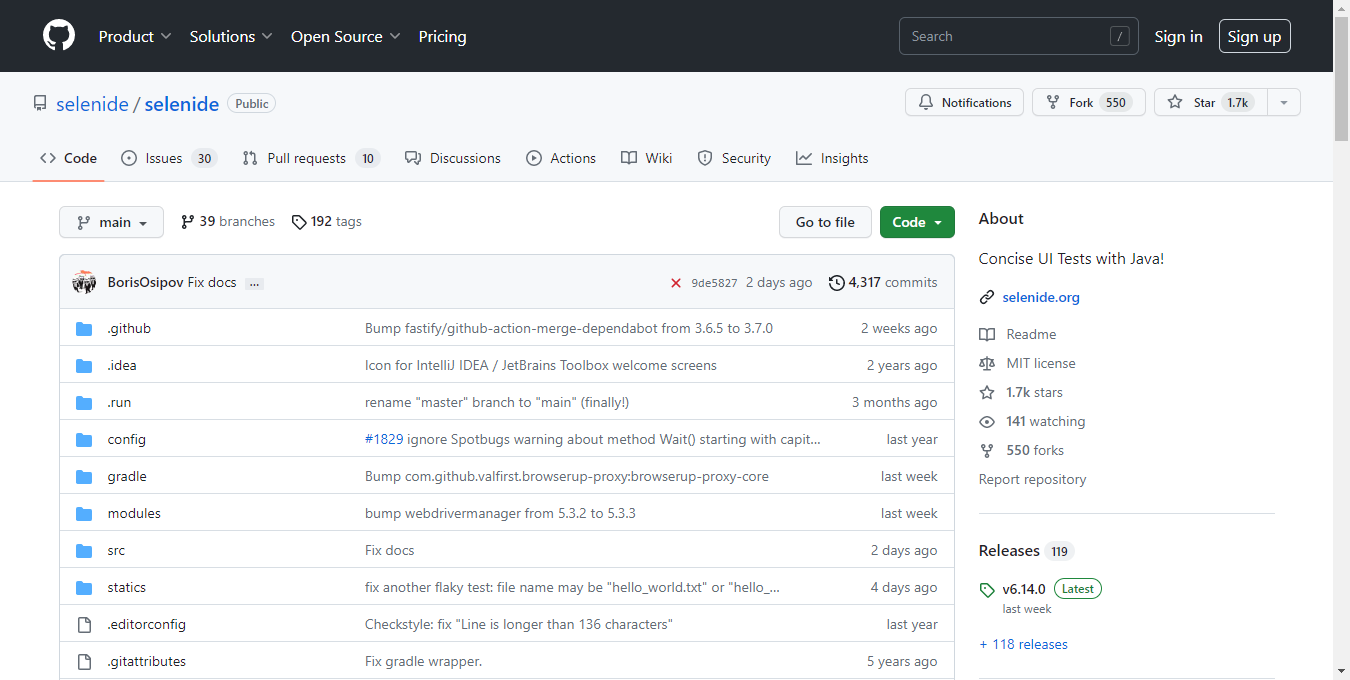 Product Solutions Open Source Pricing Search / Sign in Sign up
selenide / selenide Public Notifications Fork 550 Star 1.7k
Code Issues 30 Pull requests 10 Discussions Actions Wiki Security Insights
main 39 branches 192 tags Go to file Code
BorisOsipov Fix docs ... 9de5827 2 days ago 4,317 commits
.github Bump fastify/github-action-merge-dependabot from 3.6.5 to 3.7.0 2 weeks ago
.idea Icon for IntelliJ IDEA / JetBrains Toolbox welcome screens 2 years ago
.run rename "master" branch to "main" (finally!) 3 months ago
config #1829 ignore Spotbugs warning about method Wait() starting with capit... last year
gradle Bump com.github.valfirst.browserup-proxy:browserup-proxy-core last week
modules bump webdrivermanager from 5.3.2 to 5.3.3 last week
src Fix docs 2 days ago
statics fix another flaky test: file name may be "hello_world.txt" or "hello_... 4 days ago
.editorconfig Checkstyle: fix "Line is longer than 136 characters" last year
.gitattributes Fix gradle wrapper. 5 years ago
About
Concise UI Tests with Java!
selenide.org
Readme
MIT license
1.7k stars
141 watching
550 forks
Report repository
Releases 119
v6.14.0 Latest
last week
+ 118 releases